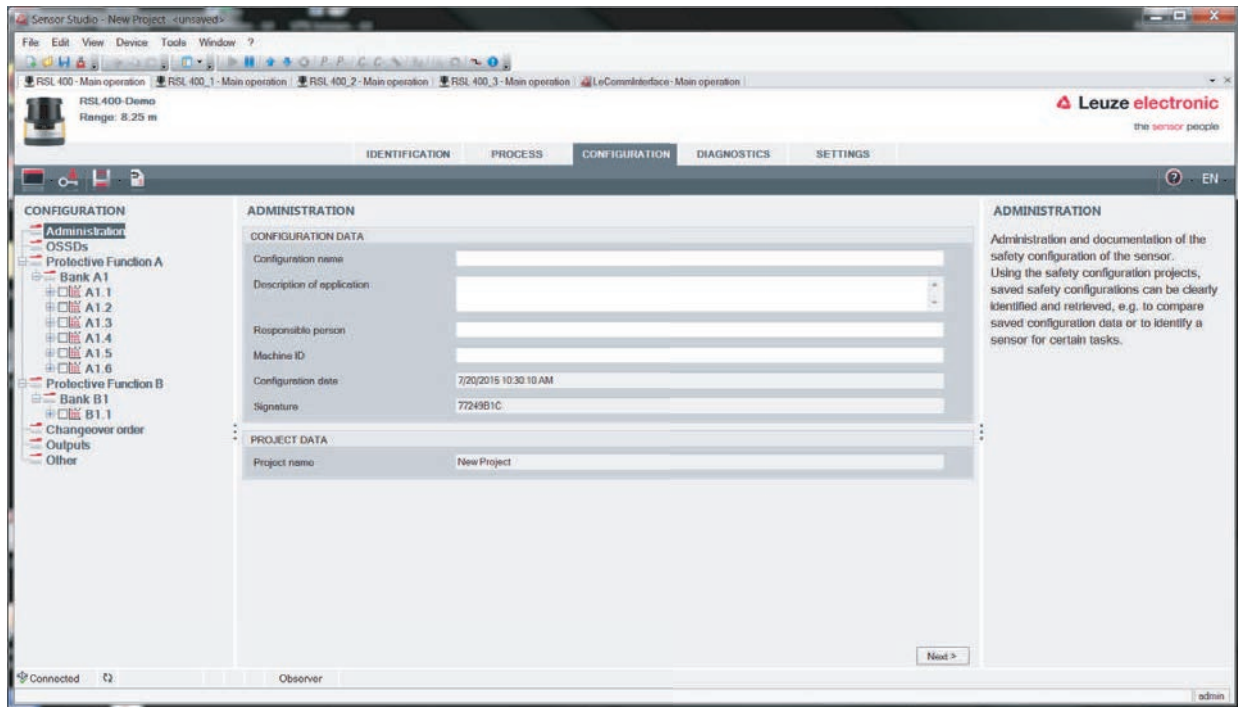 Sensor Studio - New Project <unsaved>
File Edit View Device Tools Window ?
RSL 400 - Main operation RSL 400_1 - Main operation RSL 400_2 - Main operation RSL 400_3 - Main operation LeCommInterface - Main operation
RSL400-Demo
Range: 8.25 m
Leuze electronic
the sensor people
IDENTIFICATION PROCESS CONFIGURATION DIAGNOSTICS SETTINGS
EN
CONFIGURATION
Administration
OSSDs
Protective Function A
Bank A1
A1.1
A1.2
A1.3
A1.4
A1.5
A1.6
Protective Function B
Bank B1
B1.1
Changeover order
Outputs
Other
ADMINISTRATION
CONFIGURATION DATA
Configuration name
Description of application
Responsible person
Machine ID
Configuration date 7/20/2015 10:30:10 AM
Signature 77249B1C
PROJECT DATA
Project name New Project
Next >
ADMINISTRATION
Administration and documentation of the
safety configuration of the sensor.
Using the safety configuration projects,
saved safety configurations can be clearly
identified and retrieved, e.g. to compare
saved configuration data or to identify a
sensor for certain tasks.
Connected Observer
admin